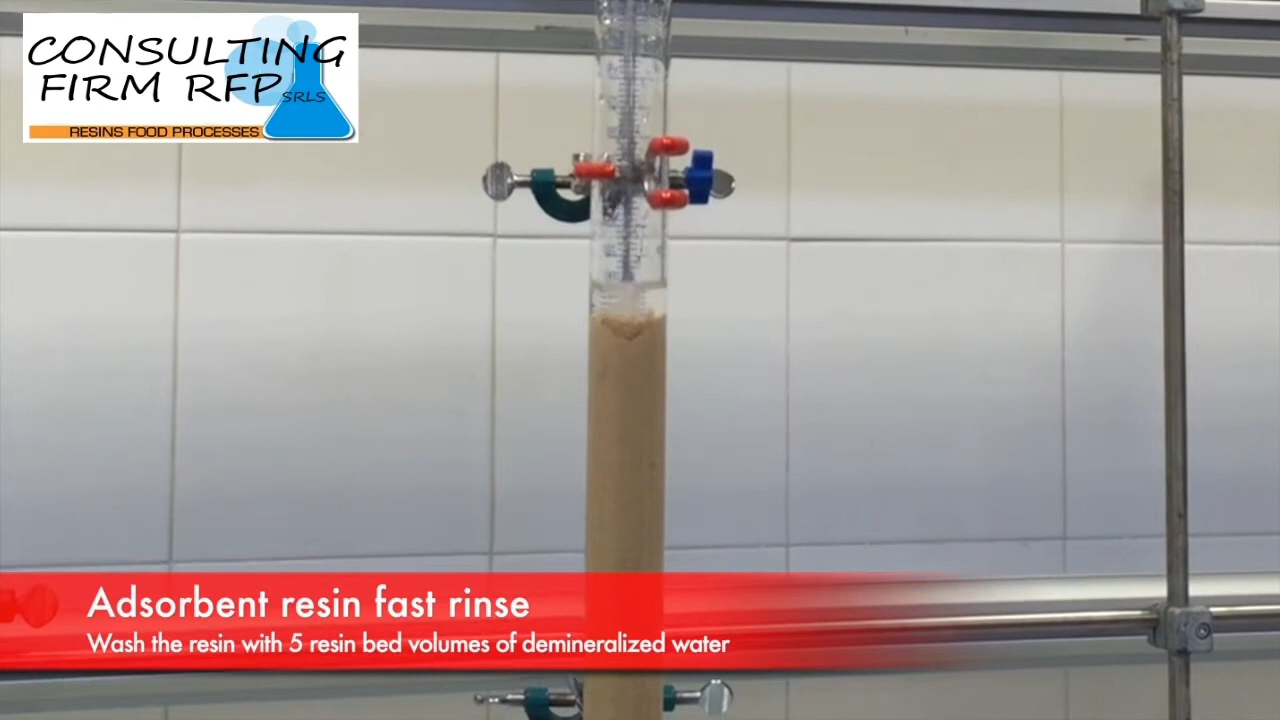 CONSULTING
FIRM RFP SRLS
RESINS FOOD PROCESSES
Adsorbent resin fast rinse
Wash the resin with 5 resin bed volumes of demineralized water